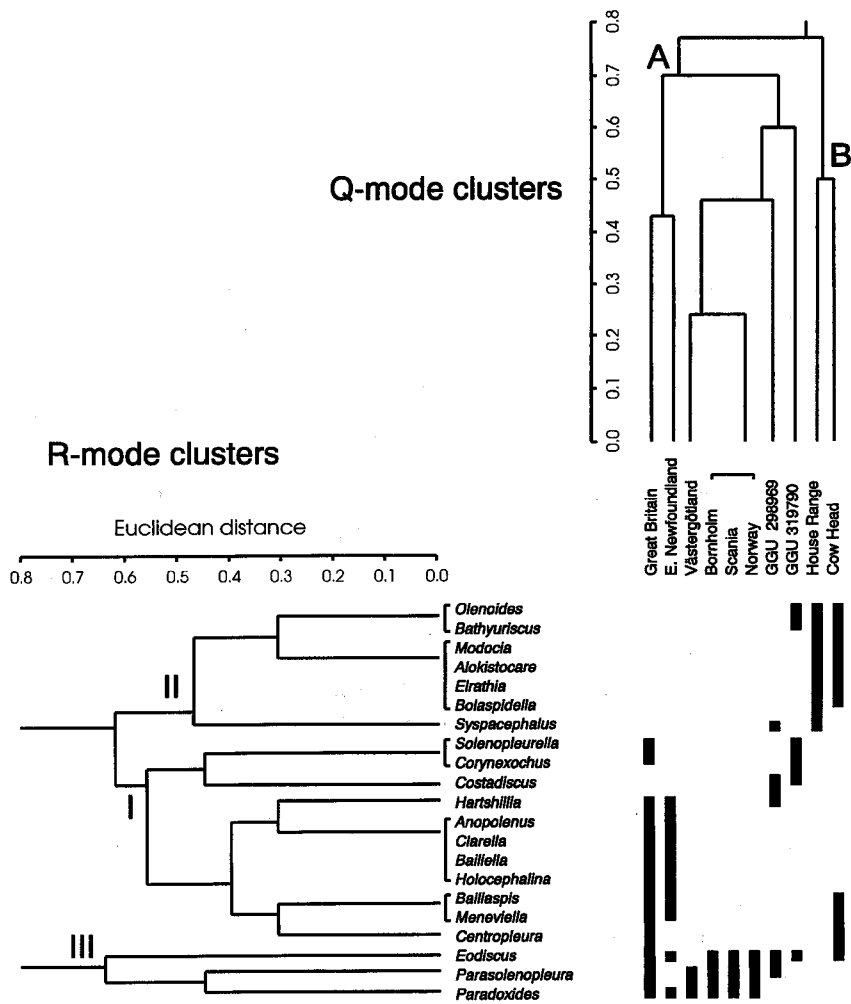 0.8
0.7
0.6
0.5
0.4
0.3
0.2
0.1
0.0
A
B
Q-mode clusters
R-mode clusters
Euclidean distance
0.8 0.7 0.6 0.5 0.4 0.3 0.2 0.1 0.0
Great Britain
E. Newfoundland
Västergötland
Bornholm
Scania
Norway
GGU 298969
GGU 319790
House Range
Cow Head
II
I
III
Olenoides
Bathyuriscus
Modocia
Alokistocare
Elrathia
Bolaspidella
Syspacephalus
Solenopleurella
Corynexochus
Costadiscus
Hartshillia
Anopolenus
Clarella
Bailiella
Holocephalina
Bailiaspis
Meneviella
Centropleura
Eodiscus
Parasolenopleura
Paradoxides